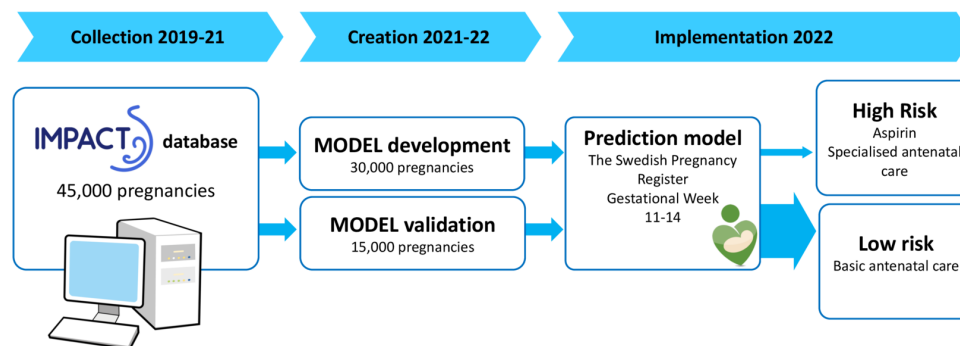 Collection 2019-21
Creation 2021-22
Implementation 2022
IMPACT database
45,000 pregnancies
MODEL development
30,000 pregnancies
MODEL validation
15,000 pregnancies
Prediction model
The Swedish Pregnancy
Register
Gestational Week
11-14
High Risk
Aspirin
Specialised antenatal
care
Low risk
Basic antenatal care